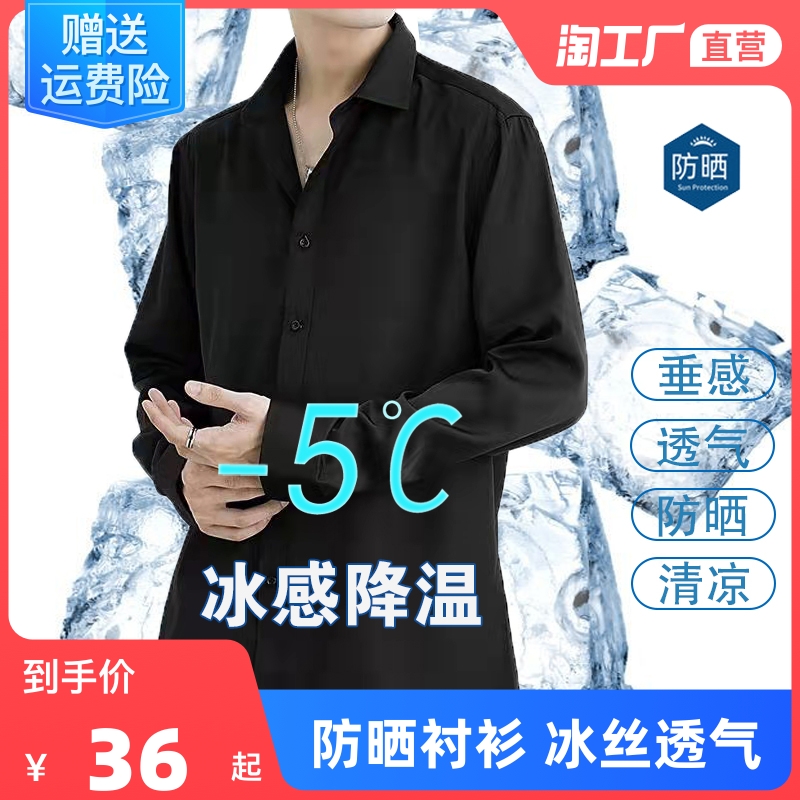 赠送
运费险
淘工厂 直营
防晒
Sun Protection
垂感
透气
防晒
清凉
-5℃
冰感降温
到手价
¥ 36 起
防晒衬衫 冰丝透气